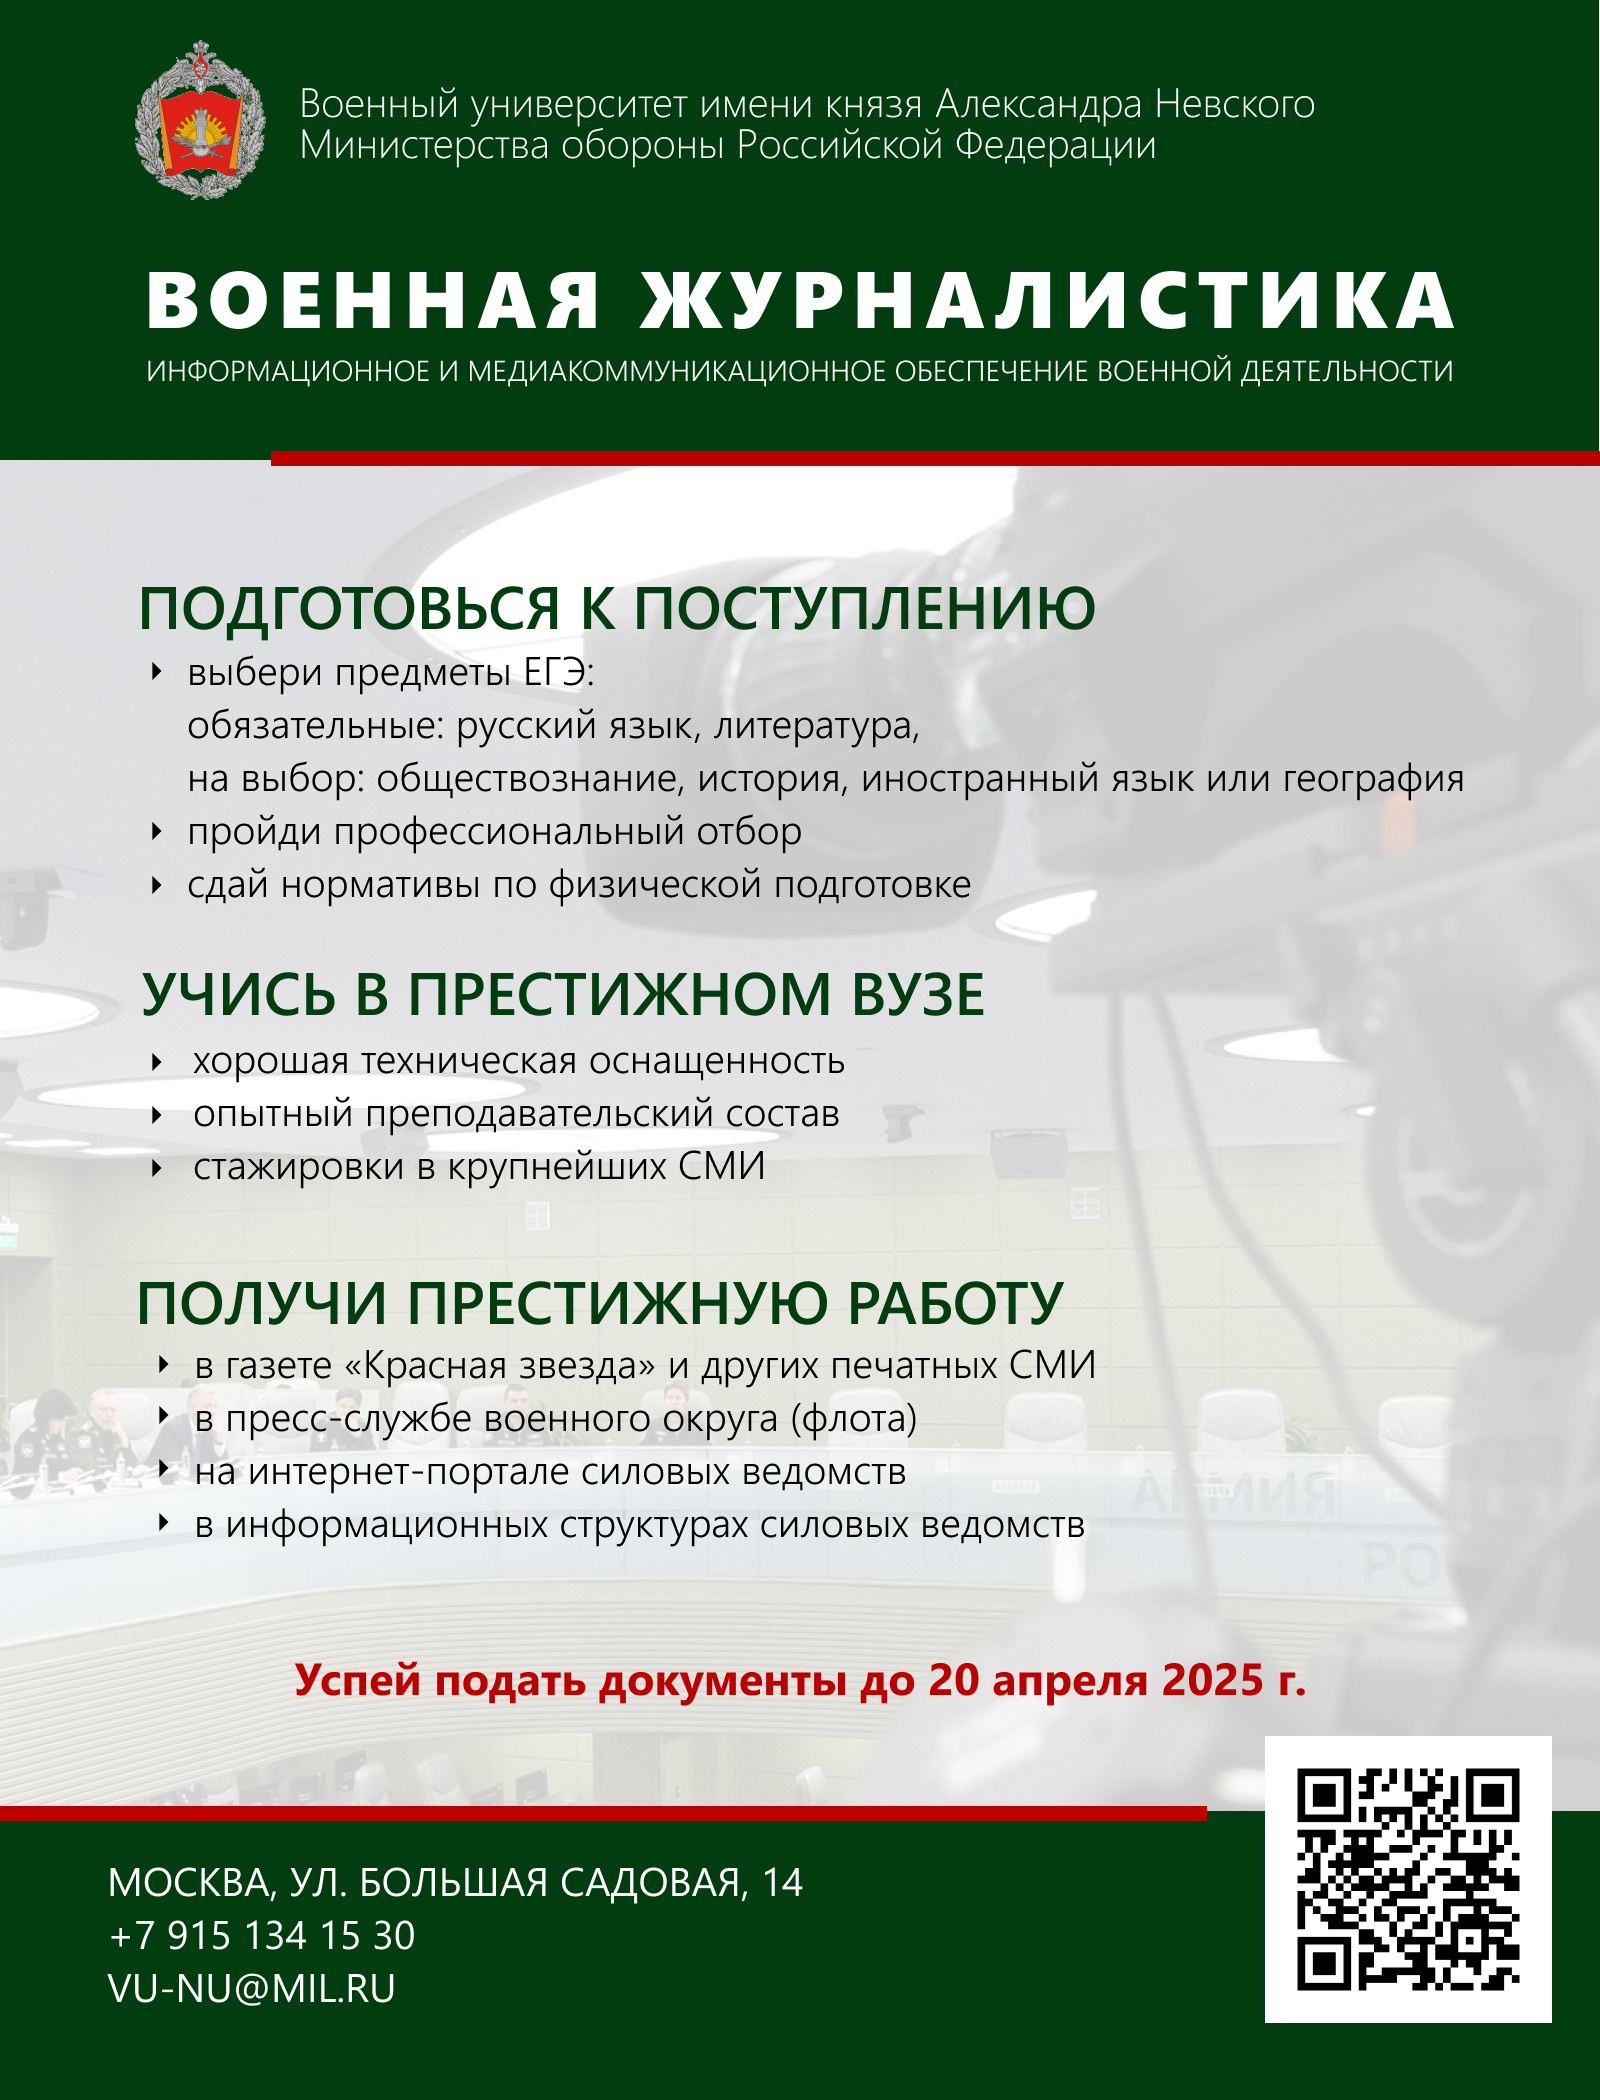 Военный университет имени князя Александра Невского
Министерства обороны Российской Федерации
ВОЕННАЯ ЖУРНАЛИСТИКА
ИНФОРМАЦИОННОЕ И МЕДИАКОММУНИКАЦИОННОЕ ОБЕСПЕЧЕНИЕ ВОЕННОЙ ДЕЯТЕЛЬНОСТИ
ПОДГОТОВЬСЯ К ПОСТУПЛЕНИЮ
выбери предметы ЕГЭ:
обязательные: русский язык, литература,
на выбор: обществознание, история, иностранный язык или география
пройди профессиональный отбор
сдай нормативы по физической подготовке
УЧИСЬ В ПРЕСТИЖНОМ ВУЗЕ
хорошая техническая оснащенность
опытный преподавательский состав
стажировки в крупнейших СМИ
ПОЛУЧИ ПРЕСТИЖНУЮ РАБОТУ
в газете «Красная звезда» и других печатных СМИ
в пресс-службе военного округа (флота)
на интернет-портале силовых ведомств
в информационных структурах силовых ведомств
АРМИЯ
Успей подать документы до 20 апреля 2025 г.
МОСКВА, УЛ. БОЛЬШАЯ САДОВАЯ, 14
+7 915 134 15 30
VU-NU@MIL.RU